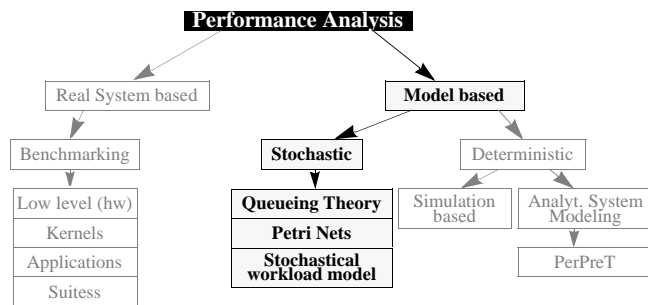 Performance Analysis
Real System based
Model based
Benchmarking
Stochastic
Deterministic
Low level (hw)
Kernels
Applications
Suitess
Queueing Theory
Petri Nets
Stochastical
workload model
Simulation
based
Analyt. System
Modeling
PerPreT